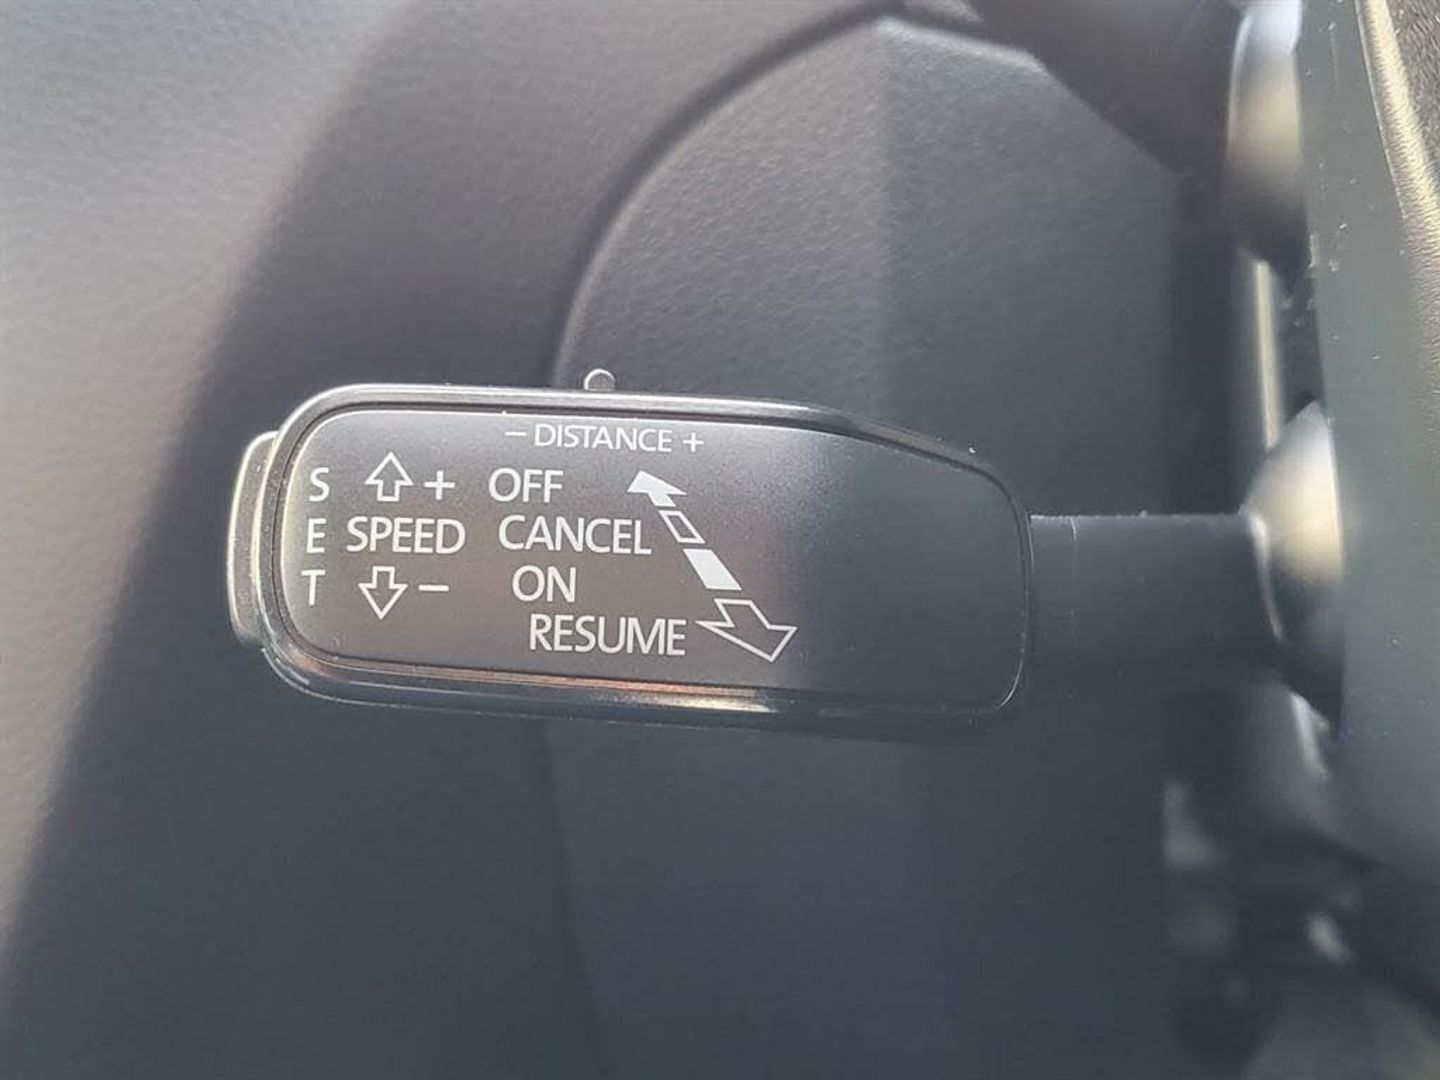 – DISTANCE +
S + OFF
E SPEED CANCEL
T – ON
RESUME